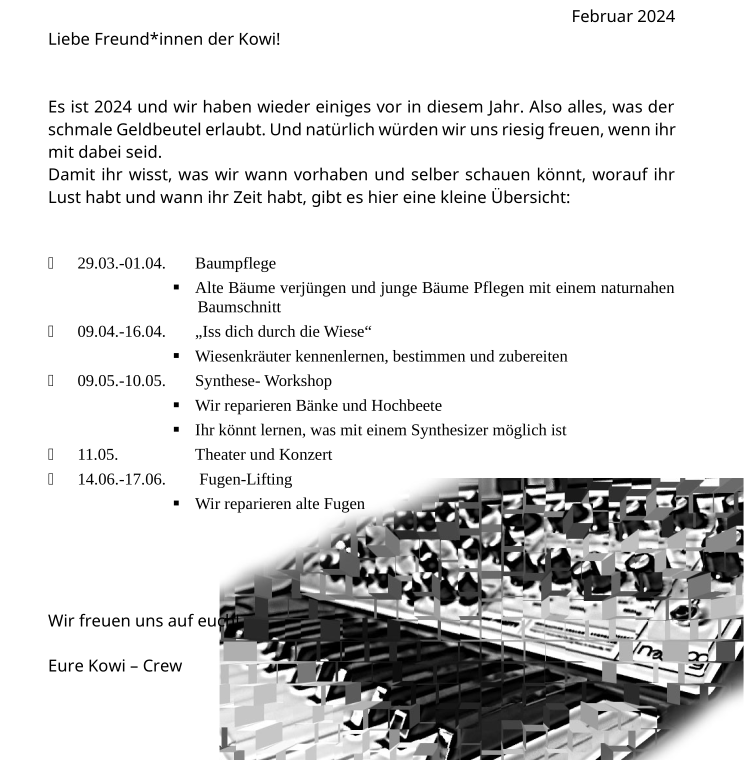 Februar 2024
Liebe Freund*innen der Kowi!
Es ist 2024 und wir haben wieder einiges vor in diesem Jahr. Also alles, was der
schmale Geldbeutel erlaubt. Und natürlich würden wir uns riesig freuen, wenn ihr
mit dabei seid.
Damit ihr wisst, was wir wann vorhaben und selber schauen könnt, worauf ihr
Lust habt und wann ihr Zeit habt, gibt es hier eine kleine Übersicht:
29.03.-01.04. Baumpflege
▪ Alte Bäume verjüngen und junge Bäume Pflegen mit einem naturnahen
Baumschnitt
09.04.-16.04. „Iss dich durch die Wiese“
▪ Wiesenkräuter kennenlernen, bestimmen und zubereiten
09.05.-10.05. Synthese- Workshop
▪ Wir reparieren Bänke und Hochbeete
▪ Ihr könnt lernen, was mit einem Synthesizer möglich ist
11.05. Theater und Konzert
14.06.-17.06. Fugen-Lifting
▪ Wir reparieren alte Fugen
Wir freuen uns auf euch!
Eure Kowi – Crew